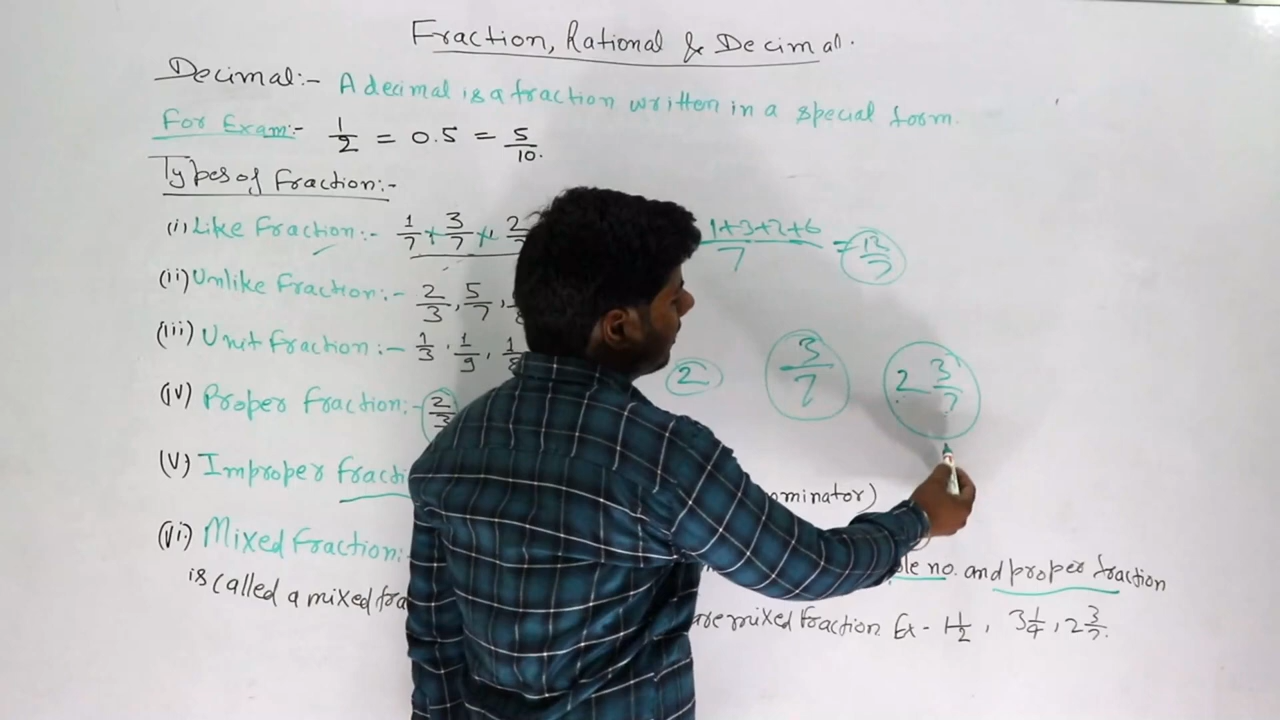 Fraction, Rational & Decimal.
Decimal:- A decimal is a fraction written in a special form.
For Exam:- 1/2 = 0.5 = 5/10.
Types of Fraction:-
(i) Like Fraction:- 1/7 + 3/7 + 2/7 1+3+2+6/7 = 12/7
(ii) Unlike Fraction:- 2/3, 5/7,
(iii) Unit Fraction:- 1/3, 1/9, 1/8
2 3/7 2 3/7
(iv) Proper Fraction:- 2/3
(v) Improper Fracti
ominator)
(vi) Mixed Fraction:- le no. and proper fraction
is called a mixed fra are mixed fraction Ex - 1 1/2, 3 1/4, 2 3/7.